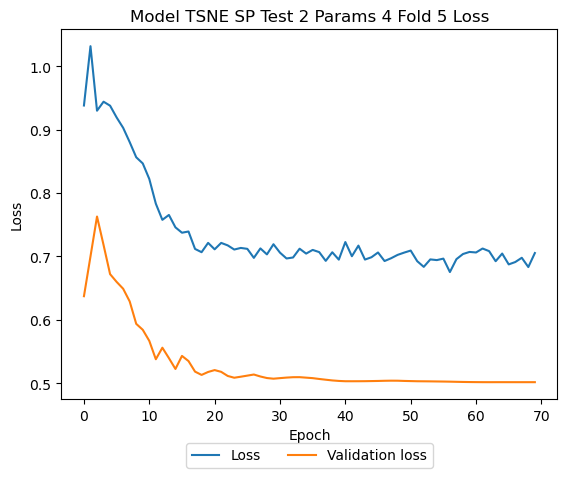 Model TSNE SP Test 2 Params 4 Fold 5 Loss
1.0
0.9
0.8
0.7
0.6
0.5
Loss
0 10 20 30 40 50 60 70
Epoch
Loss Validation loss